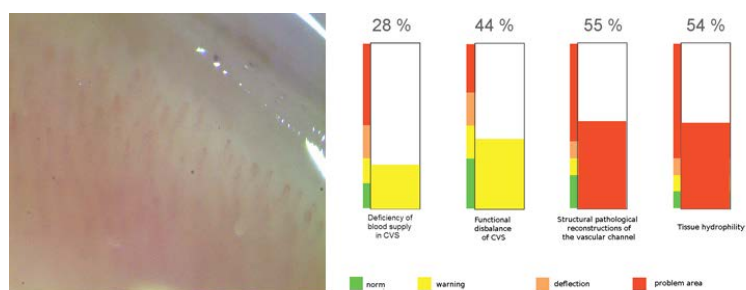 28 %
44 %
55 %
54 %
Deficiency of
blood supply
in CVS
Functional
disbalance
of CVS
Structural pathological
reconstructions of
the vascular channel
Tissue hydrophility
norm
warning
deflection
problem area